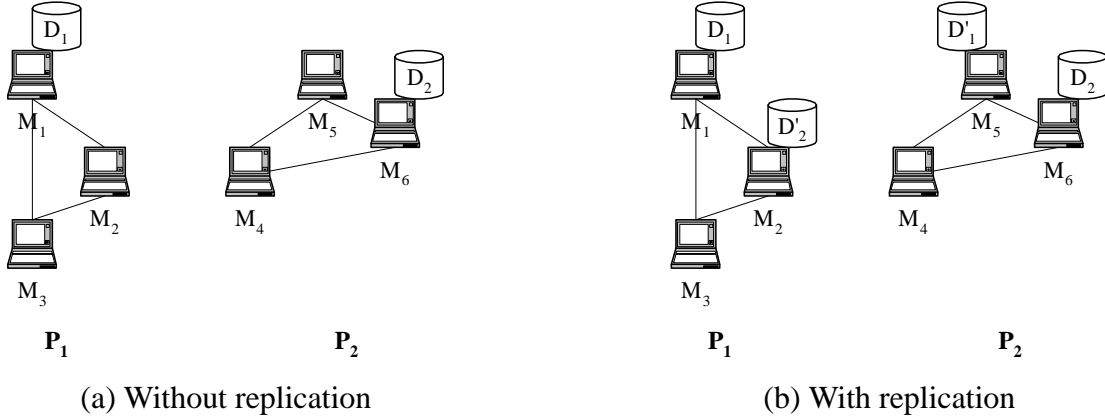 D1
D2
M1
M5
M6
M2
M4
M3
P1
P2
(a) Without replication
D1
D'1
D2
D'2
M1
M5
M6
M2
M4
M3
P1
P2
(b) With replication